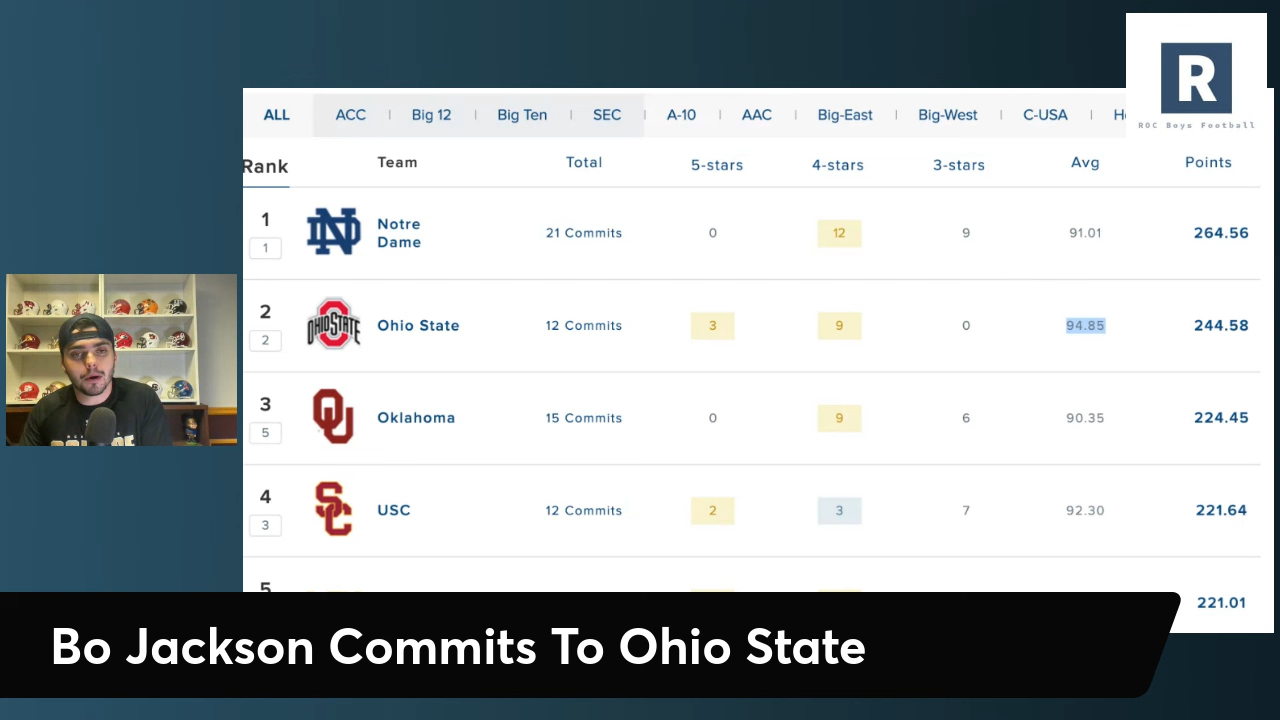 ALL ACC | Big 12 | Big Ten | SEC | A-10 | AAC | Big-East | Big-West | C-USA |
R
ROC Boys Football
Rank Team Total 5-stars 4-stars 3-stars Avg Points
1 Notre Dame 21 Commits 0 12 9 91.01 264.56
1
2 Ohio State 12 Commits 3 9 0 94.85 244.58
2
OHIO STATE
3 Oklahoma 15 Commits 0 9 6 90.35 224.45
5
4 USC 12 Commits 2 3 7 92.30 221.64
3
5 221.01
Bo Jackson Commits To Ohio State